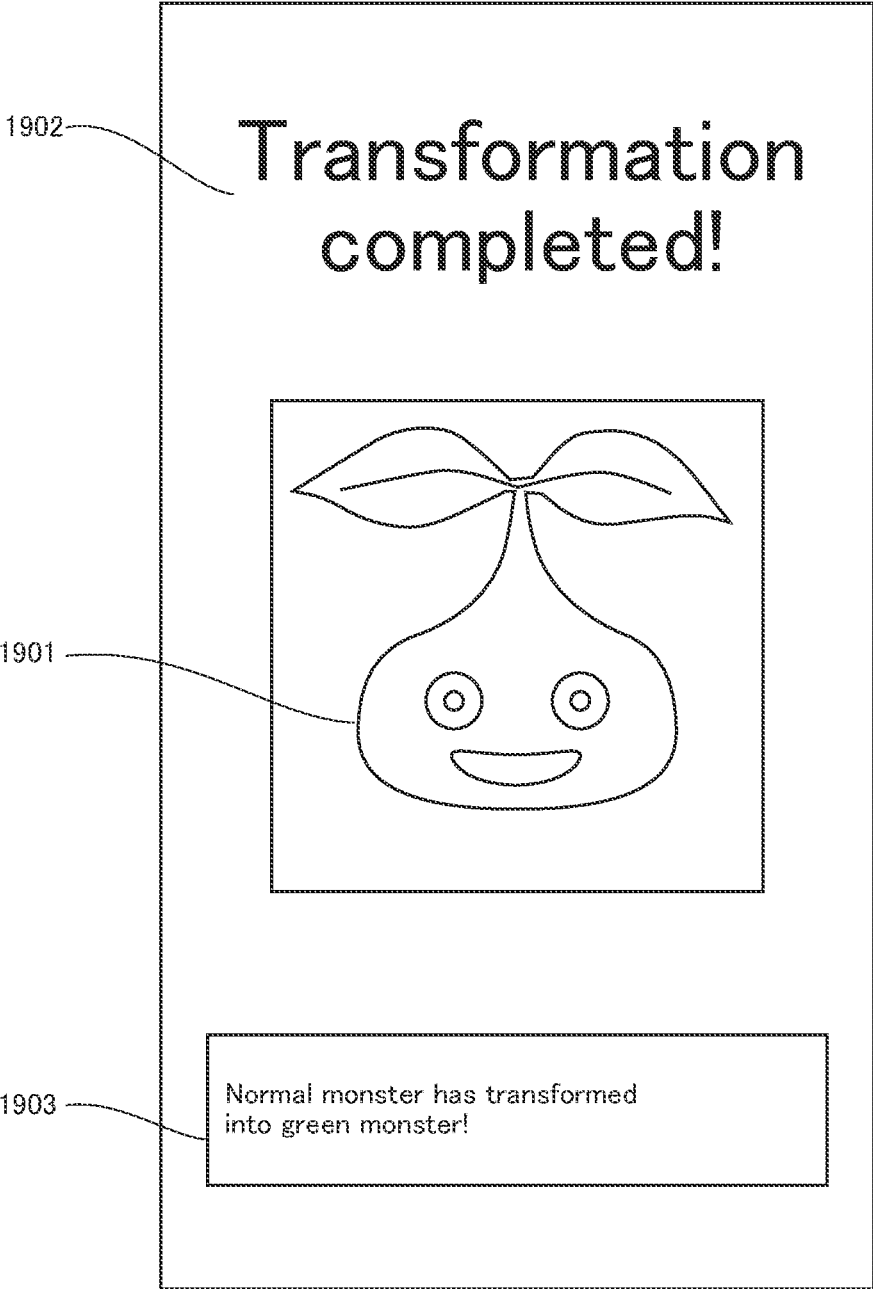 1902
Transformation
completed!
1901
1903
Normal monster has transformed
into green monster!